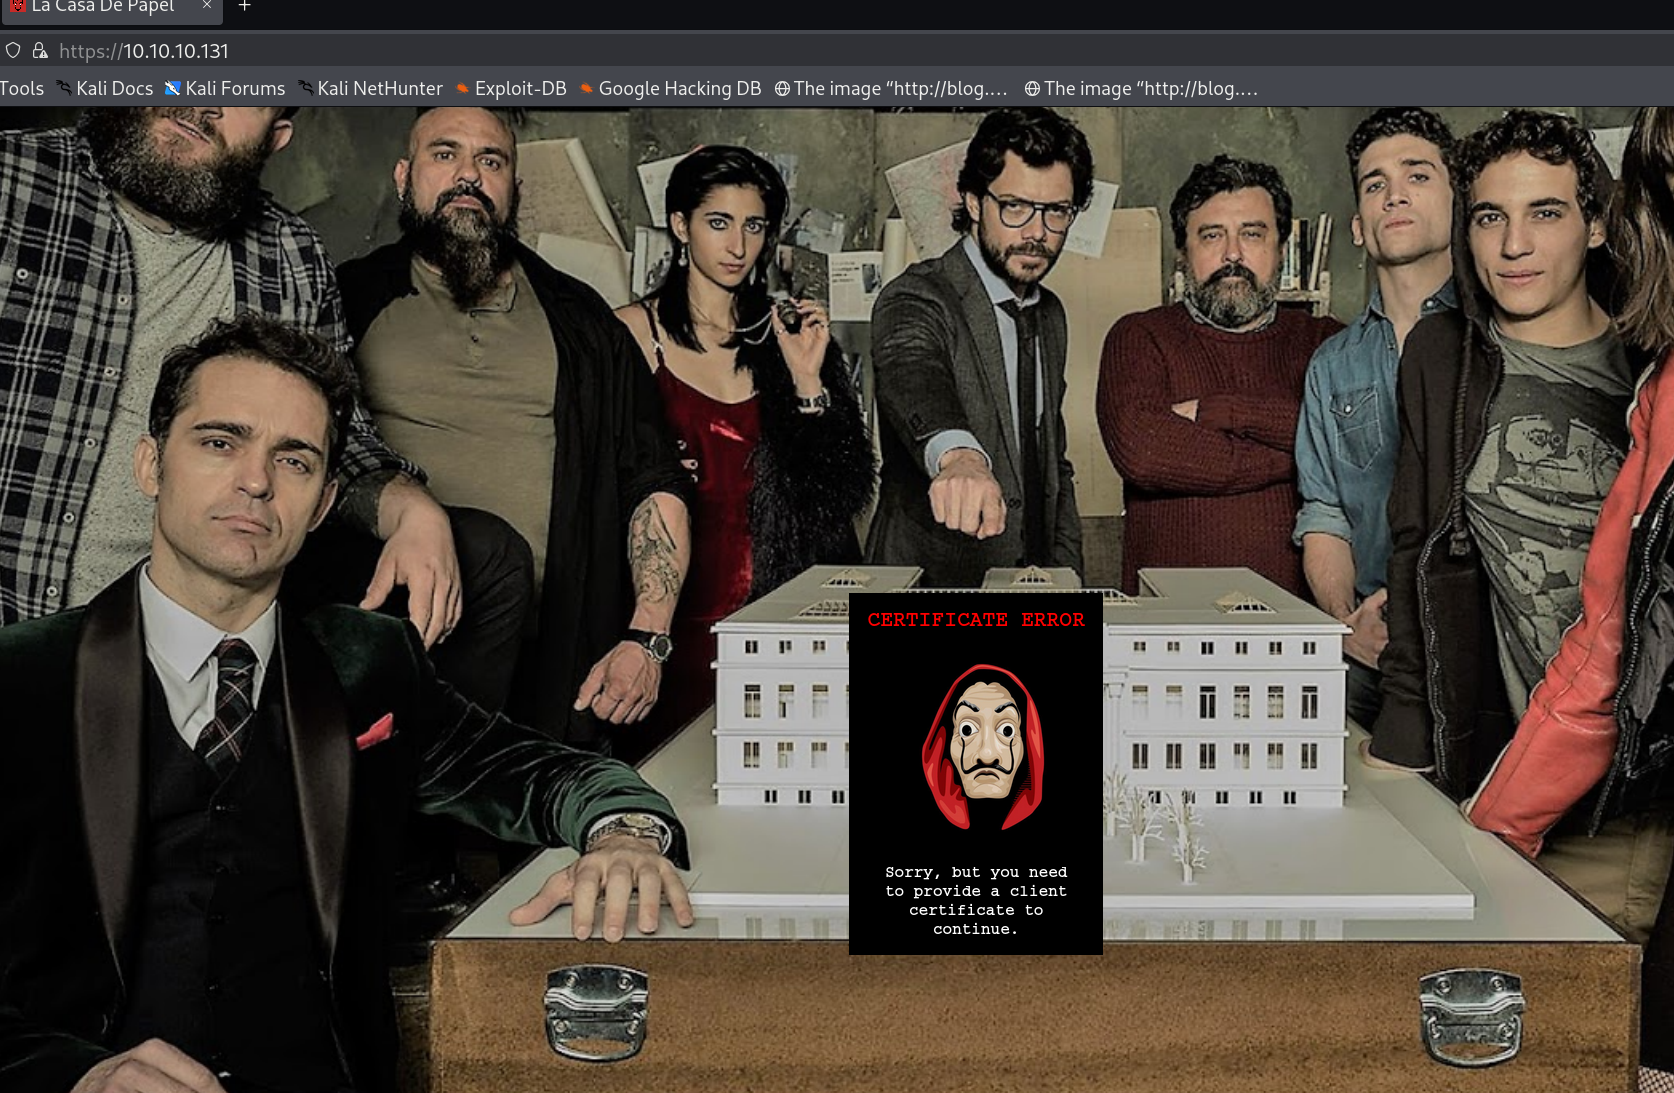 La Casa De Papel × +
https://10.10.10.131
Tools Kali Docs Kali Forums Kali NetHunter Exploit-DB Google Hacking DB The image “http://blog.… The image “http://blog.…
CERTIFICATE ERROR
Sorry, but you need
to provide a client
certificate to
continue.